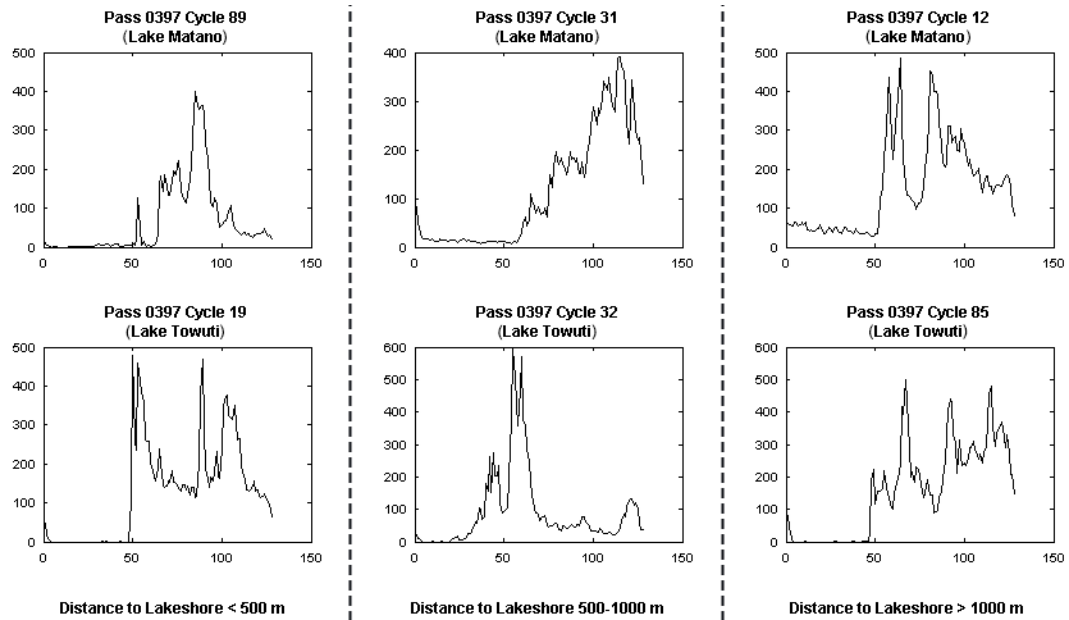 Pass 0397 Cycle 89
(Lake Matano)
500
400
300
200
100
0
0 50 100 150
Pass 0397 Cycle 31
(Lake Matano)
400
300
200
100
0
0 50 100 150
Pass 0397 Cycle 12
(Lake Matano)
500
400
300
200
100
0
0 50 100 150
Pass 0397 Cycle 19
(Lake Towuti)
500
400
300
200
100
0
0 50 100 150
Pass 0397 Cycle 32
(Lake Towuti)
600
500
400
300
200
100
0
0 50 100 150
Pass 0397 Cycle 85
(Lake Towuti)
600
500
400
300
200
100
0
0 50 100 150
Distance to Lakeshore < 500 m
Distance to Lakeshore 500-1000 m
Distance to Lakeshore > 1000 m